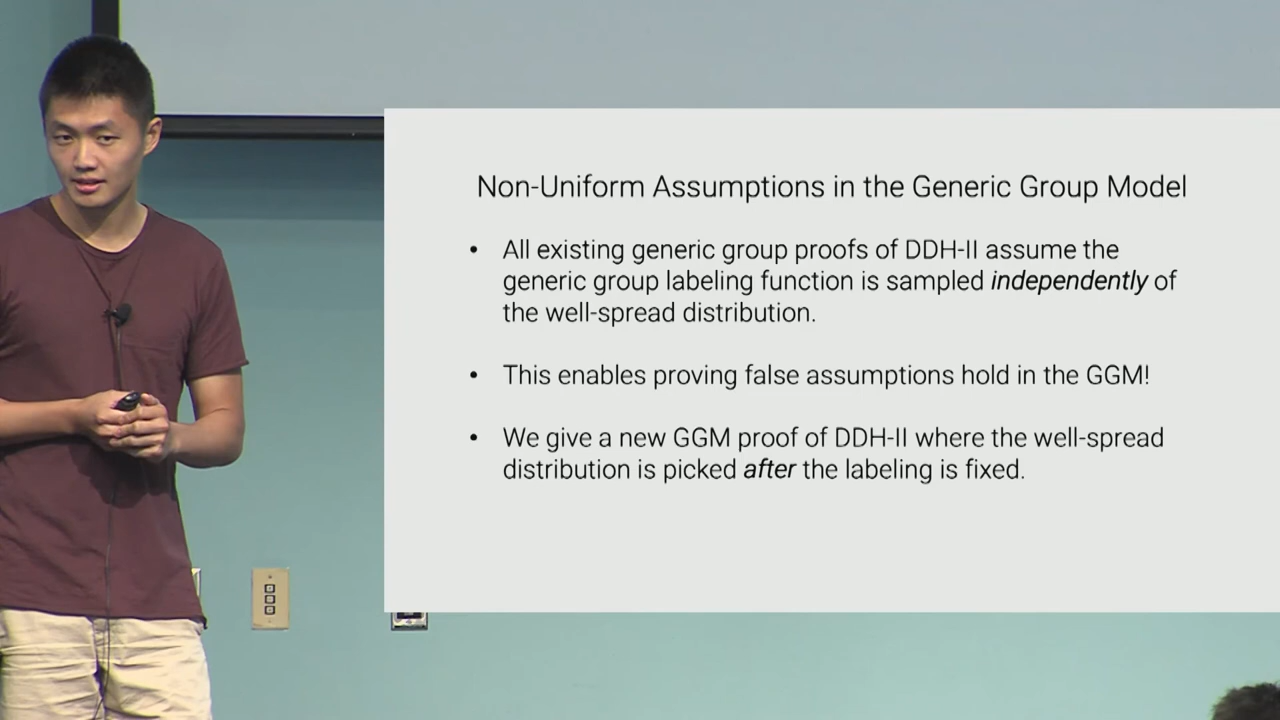 Non-Uniform Assumptions in the Generic Group Model
• All existing generic group proofs of DDH-II assume the
generic group labeling function is sampled independently of
the well-spread distribution.
• This enables proving false assumptions hold in the GGM!
• We give a new GGM proof of DDH-II where the well-spread
distribution is picked after the labeling is fixed.